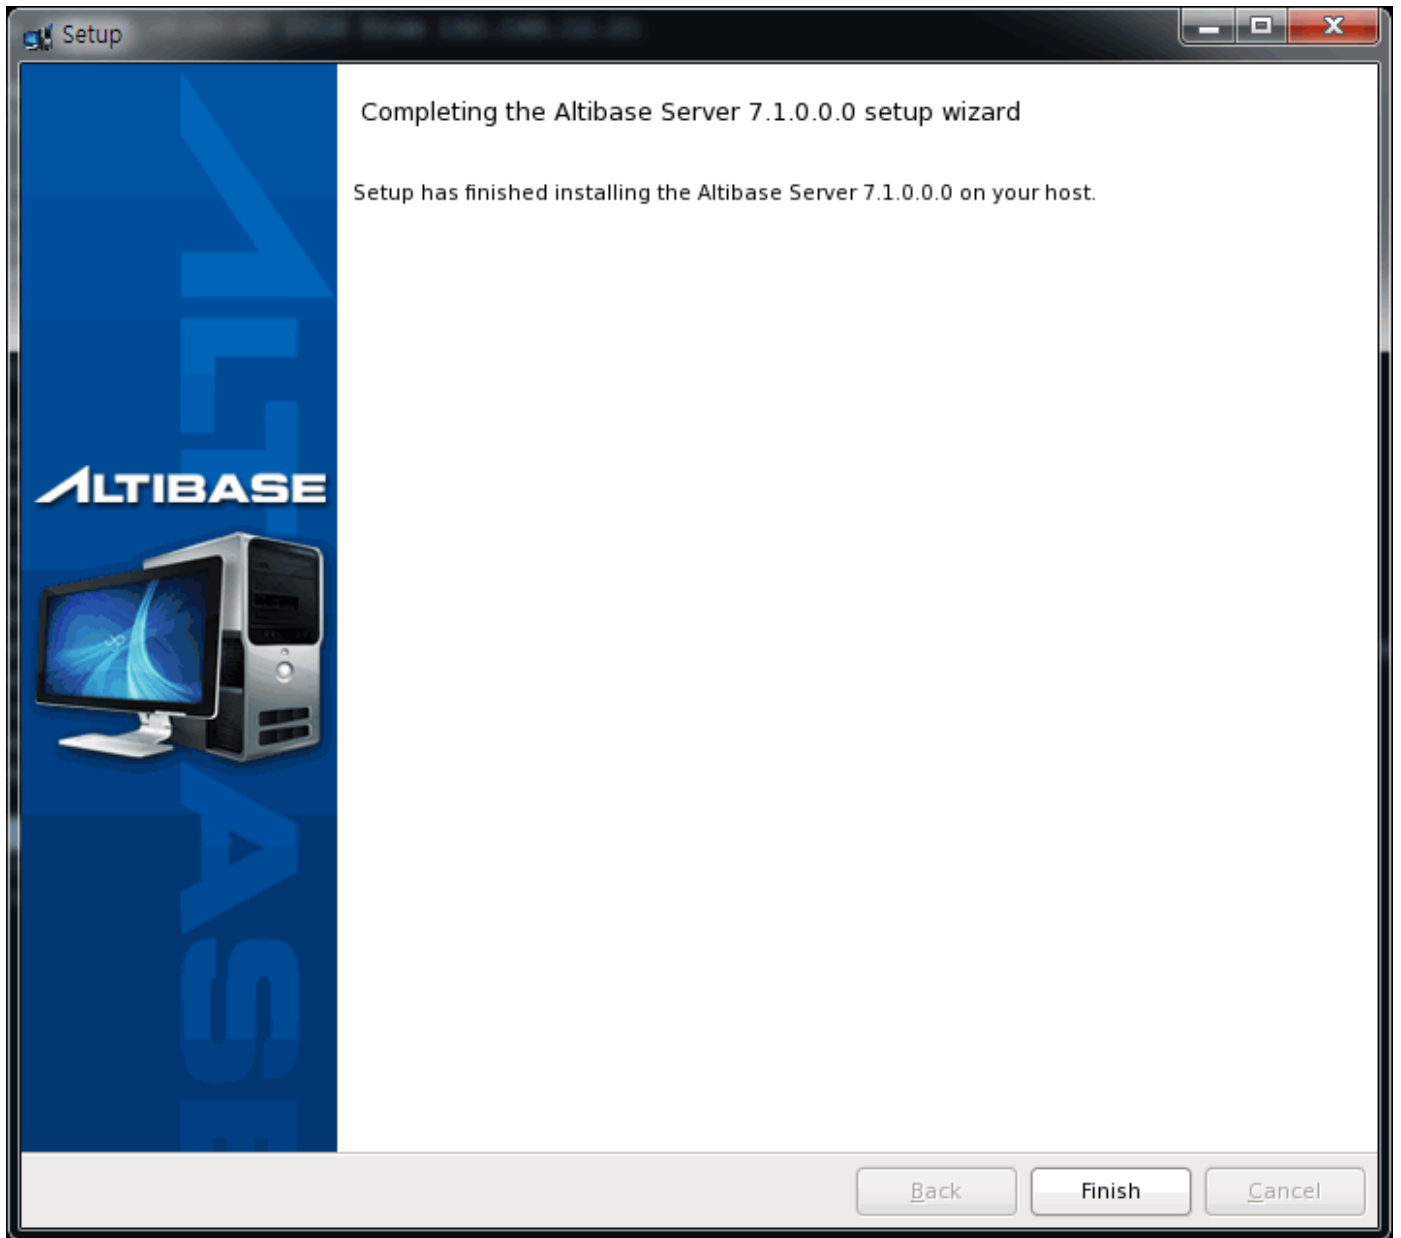 Setup
Completing the Altibase Server 7.1.0.0.0 setup wizard
Setup has finished installing the Altibase Server 7.1.0.0.0 on your host.
ALTIBASE
ALTIBASE
Back
Finish
Cancel